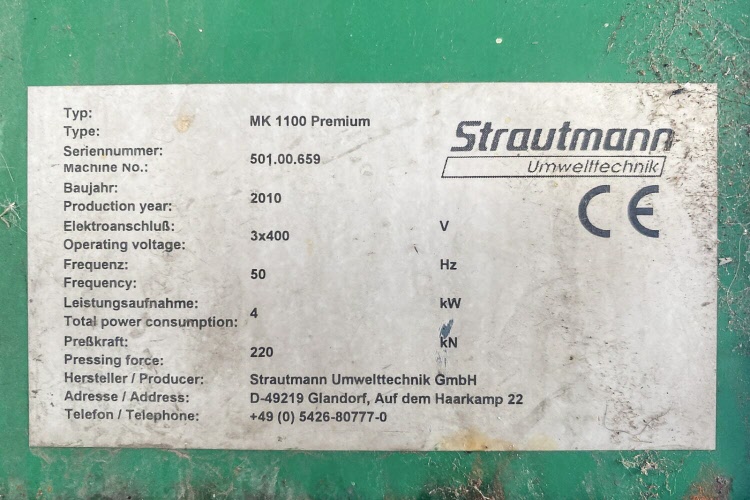 Strautmann
Umwelttechnik
CE
Typ:
Type: MK 1100 Premium
Seriennummer:
Machine No.: 501.00.659
Baujahr:
Production year: 2010
Elektroanschluß:
Operating voltage: 3x400 V
Frequenz:
Frequency: 50 Hz
Leistungsaufnahme:
Total power consumption: 4 kW
Preßkraft:
Pressing force: 220 kN
Hersteller / Producer: Strautmann Umwelttechnik GmbH
Adresse / Address: D-49219 Glandorf, Auf dem Haarkamp 22
Telefon / Telephone: +49 (0) 5426-80777-0